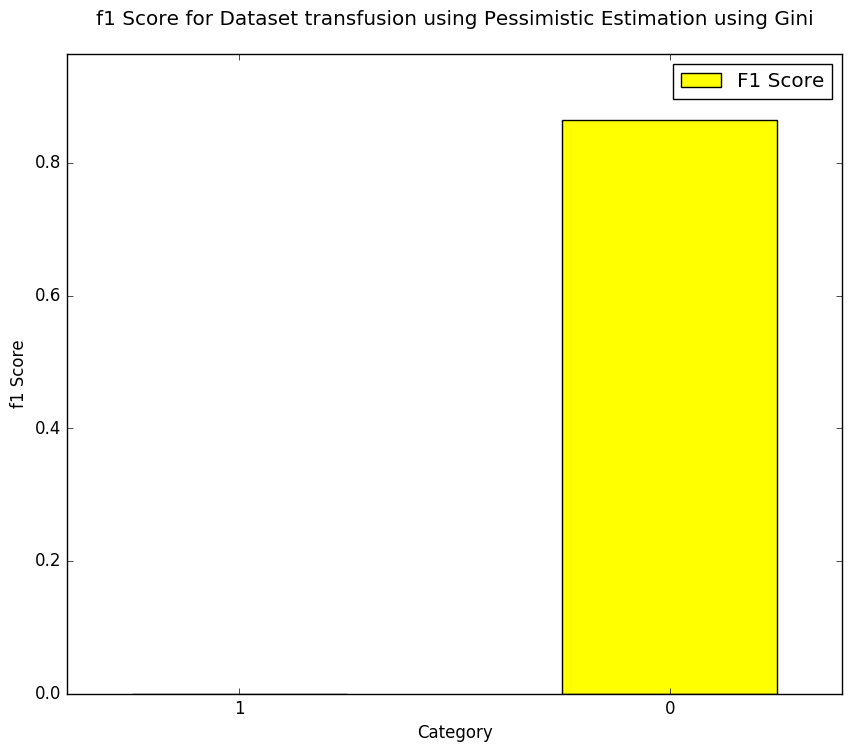 f1 Score for Dataset transfusion using Pessimistic Estimation using Gini
F1 Score
0.8
0.6
0.4
0.2
0.0
f1 Score
1
0
Category